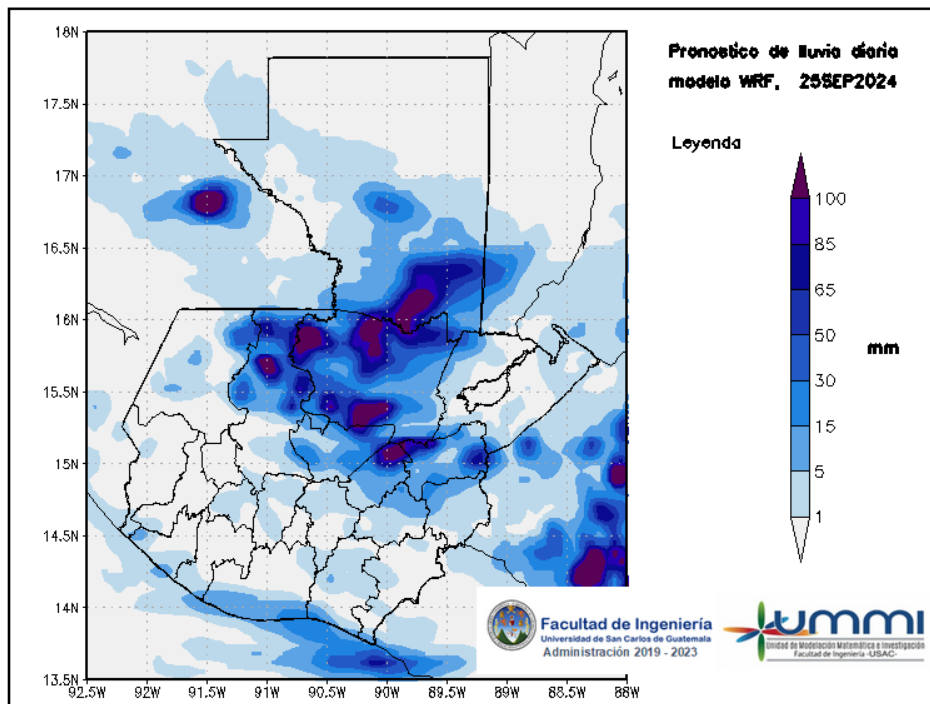 Pronostico de lluvia diaria
modelo WRF, 25SEP2024
Leyenda
100
85
65
50
30
15
5
1
mm
18N
17.5N
17N
16.5N
16N
15.5N
15N
14.5N
14N
13.5N
92.5W
92W
91.5W
91W
90.5W
90W
89.5W
89W
88.5W
88W
Facultad de Ingeniería
Universidad de San Carlos de Guatemala
Administración 2019 - 2023
UMMI
Unidad de Modelación Matemática e Investigación
Facultad de Ingeniería -USAC-